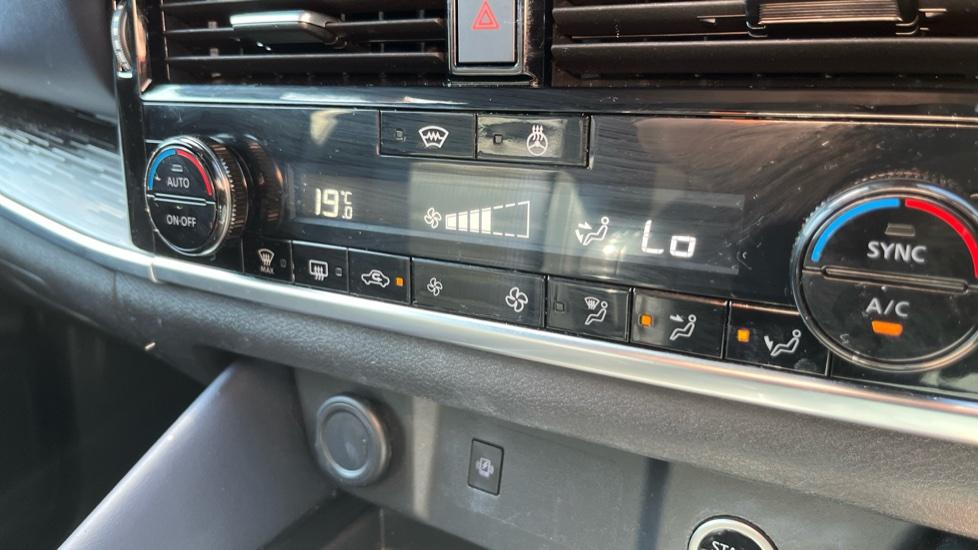 AUTO
ON·OFF
19.0°C
Lo
MAX
SYNC
A/C